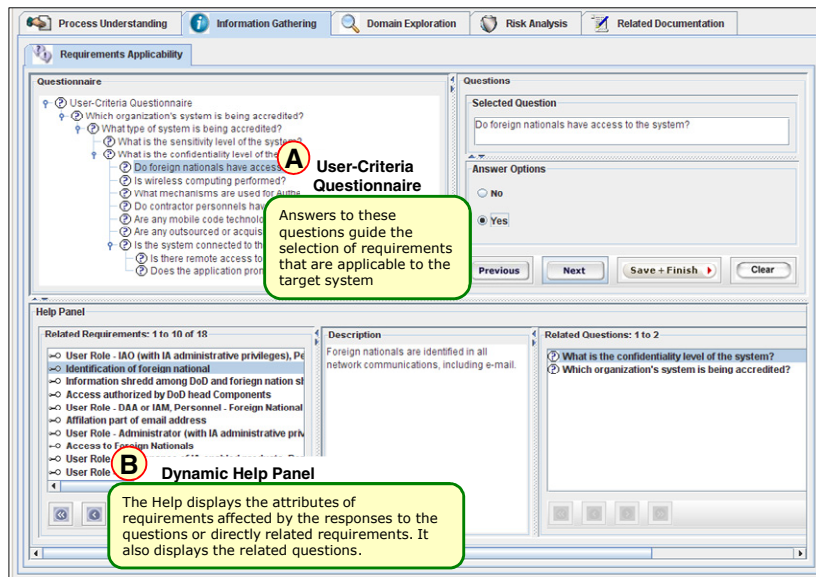 Process Understanding
Information Gathering
Domain Exploration
Risk Analysis
Related Documentation
Requirements Applicability
Questionnaire
User-Criteria Questionnaire
Which organization's system is being accredited?
What type of system is being accredited?
What is the sensitivity level of the system?
What is the confidentiality level of the
Do foreign nationals have access
Is wireless computing performed?
What mechanisms are used for Authe
Do contractor personnels hav
Are any mobile code technolo
Are any outsourced or acquis
Is the system connected to th
Is there remote access to
Does the application pron
A
User-Criteria
Questionnaire
Answers to these
questions guide the
selection of requirements
that are applicable to the
target system
Questions
Selected Question
Do foreign nationals have access to the system?
Answer Options
No
Yes
Previous
Next
Save + Finish
Clear
Help Panel
Related Requirements: 1 to 10 of 18
User Role - IAO (with IA administrative privileges), Pe
Identification of foreign national
Information shredd among DoD and foriegn nation sh
Access authorized by DoD head Components
User Role - DAA or IAM, Personnel - Foreign National
Affilation part of email address
User Role - Administrator (with IA administrative priv
Access to Foreign Nationals
User Role
User Role
B
Dynamic Help Panel
The Help displays the attributes of
requirements affected by the responses to the
questions or directly related requirements. It
also displays the related questions.
Description
Foreign nationals are identified in all
network communications, including e-mail.
Related Questions: 1 to 2
What is the confidentiality level of the system?
Which organization's system is being accredited?